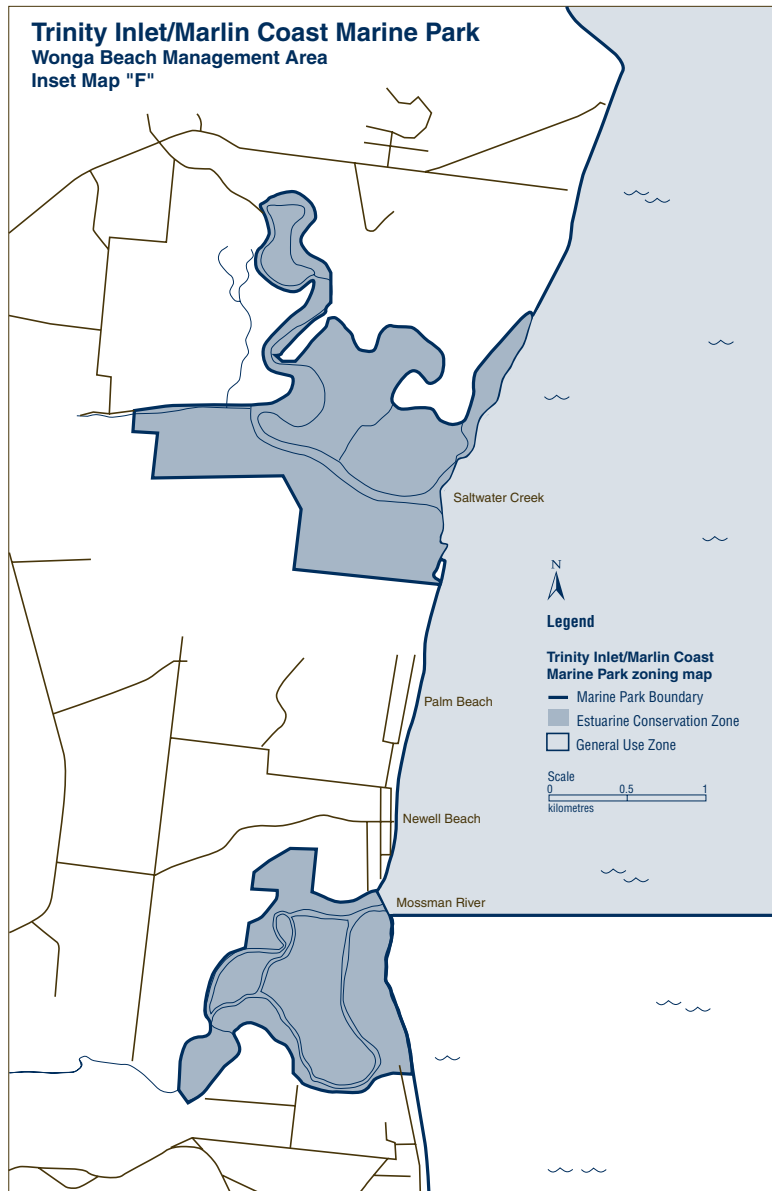 Trinity Inlet/Marlin Coast Marine Park
Wonga Beach Management Area
Inset Map "F"
Saltwater Creek
N
Legend
Trinity Inlet/Marlin Coast
Marine Park zoning map
Marine Park Boundary
Estuarine Conservation Zone
General Use Zone
Scale
0 0.5 1
kilometres
Palm Beach
Newell Beach
Mossman River